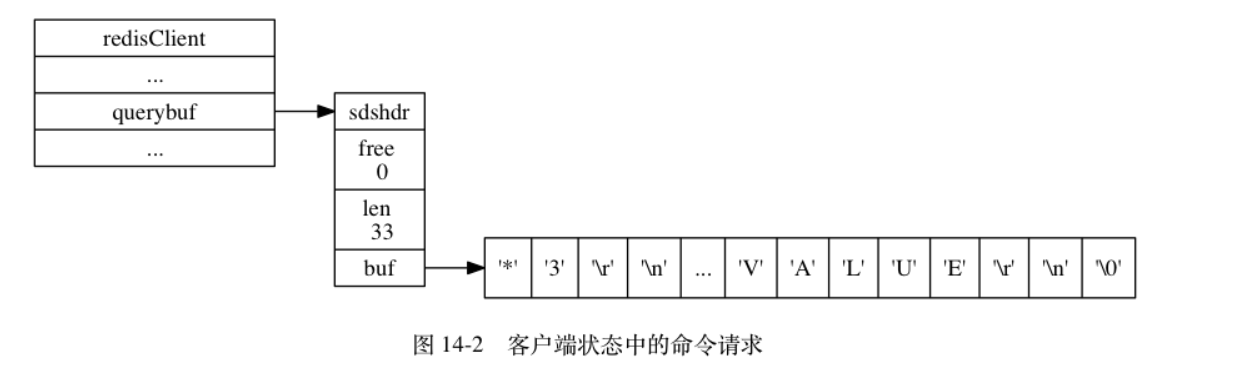 redisClient
...
querybuf
...
sdshdr
free
0
len
33
buf
'*' '3' '\r' '\n' ... 'V' 'A' 'L' 'U' 'E' '\r' '\n' '\0'
图 14-2 客户端状态中的命令请求